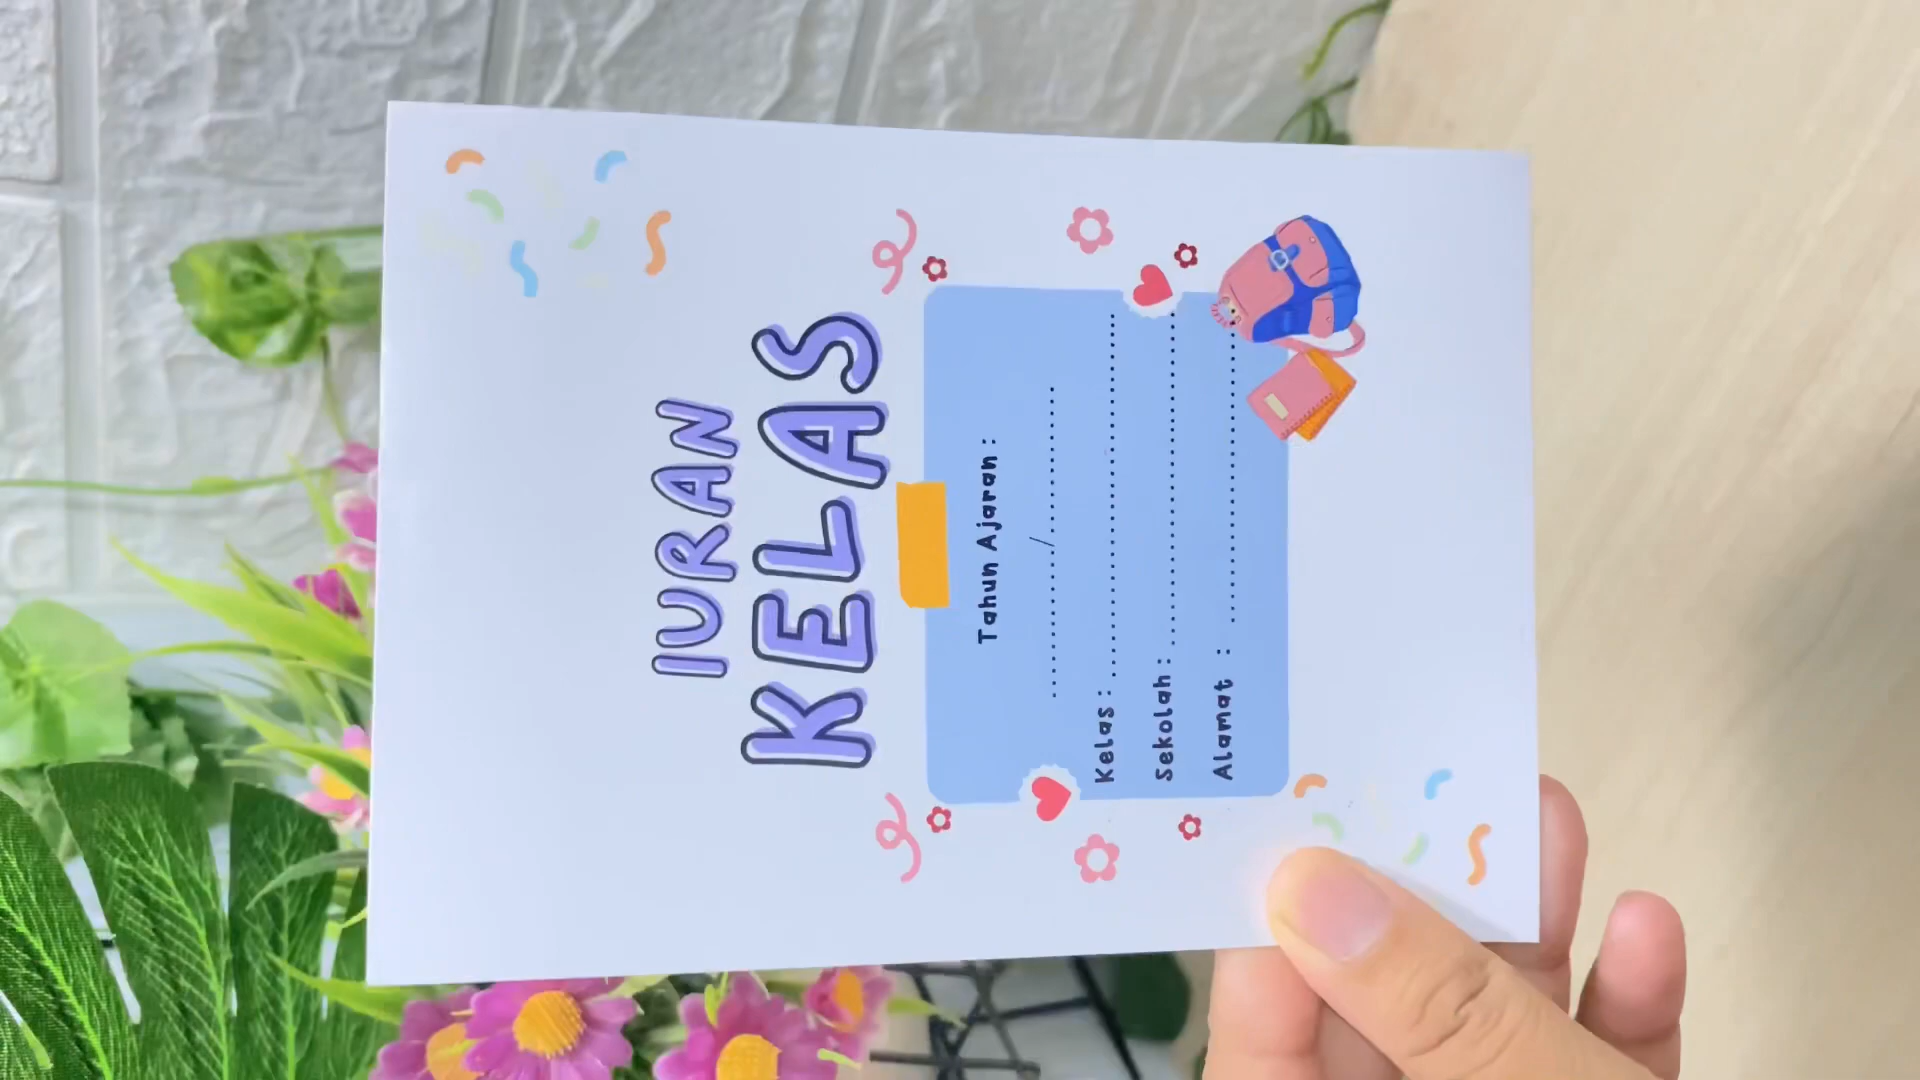 IURAN
KELAS
Tahun Ajaran :
.................... / ....................
Kelas : ........................................
Sekolah : ........................................
Alamat : ........................................